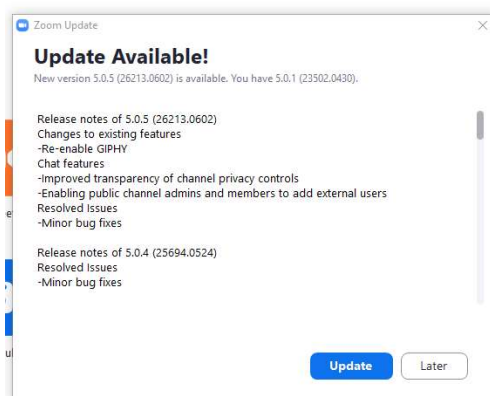 Zoom Update
Update Available!
New version 5.0.5 (26213.0602) is available. You have 5.0.1 (23502.0430).
Release notes of 5.0.5 (26213.0602)
Changes to existing features
-Re-enable GIPHY
Chat features
-Improved transparency of channel privacy controls
-Enabling public channel admins and members to add external users
Resolved Issues
-Minor bug fixes
Release notes of 5.0.4 (25694.0524)
Resolved Issues
-Minor bug fixes
Update
Later